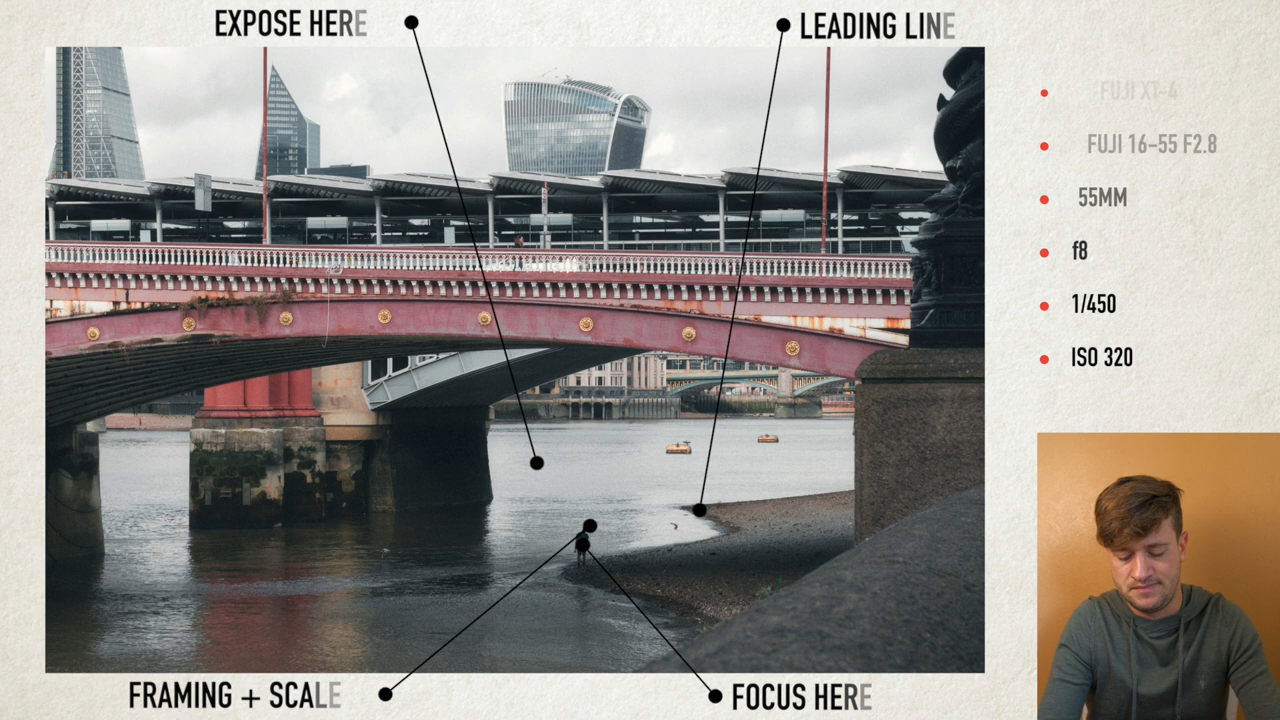 EXPOSE HERE
LEADING LINE
FUJI XT-4
FUJI 16-55 F2.8
55MM
f8
1/450
ISO 320
FRAMING + SCALE
FOCUS HERE